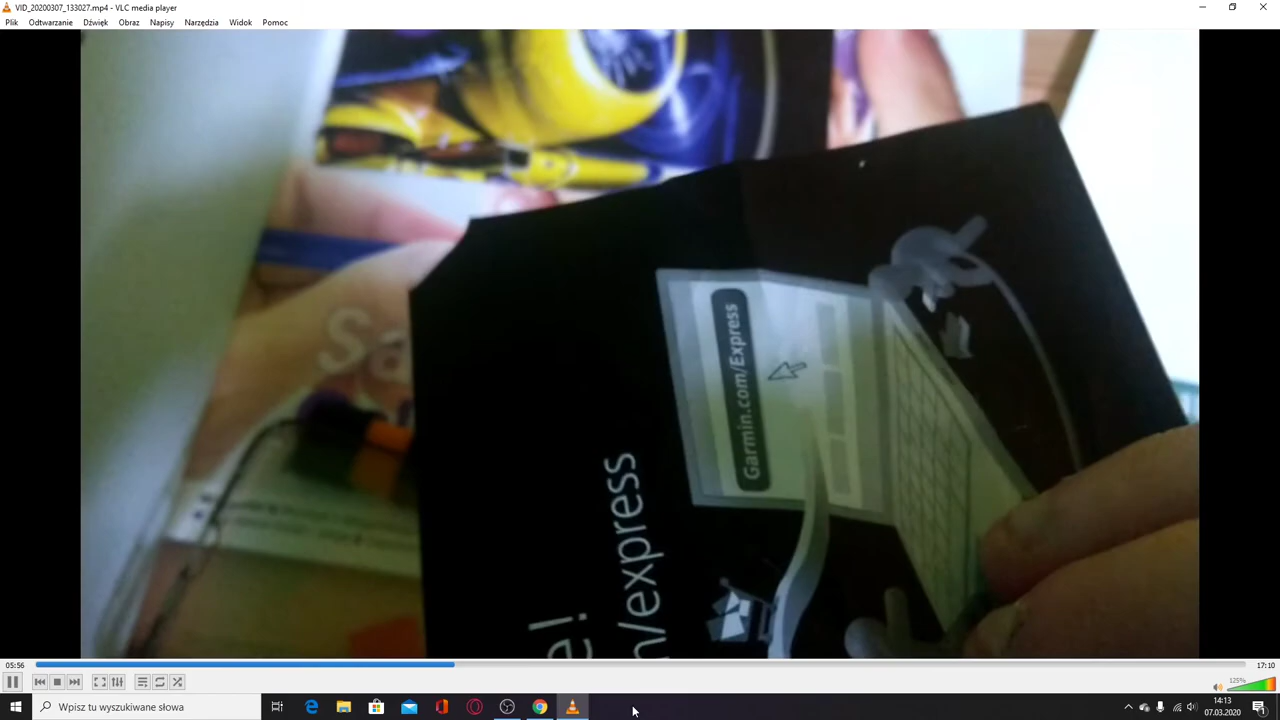 VID_20200307_133027.mp4 - VLC media player
Plik Odtwarzanie Dźwięk Obraz Napisy Narzędzia Widok Pomoc
Sa
Garmin.com/Express
e!
n/express
05:56
17:10
125%
Wpisz tu wyszukiwane słowa
14:13
07.03.2020